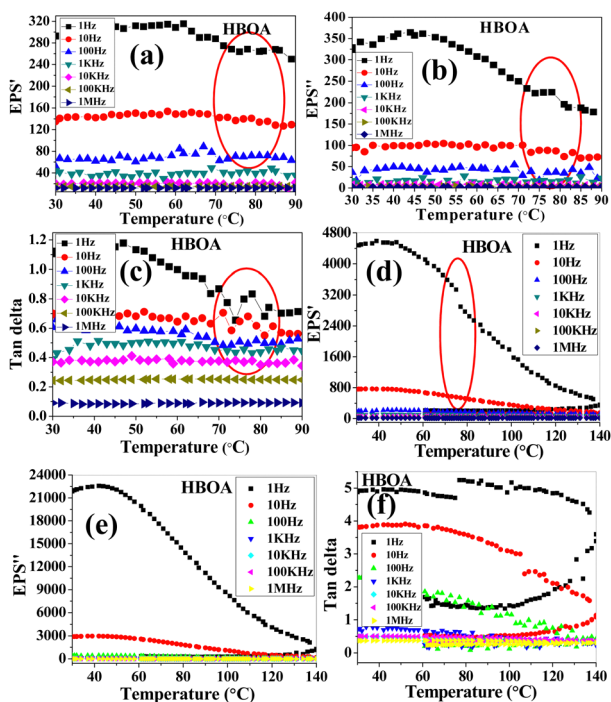 HBOA
(a)
1Hz
10Hz
100Hz
1KHz
10KHz
100KHz
1MHz
EPS'
320
280
240
200
160
120
80
40
30 40 50 60 70 80 90
Temperature (°C)
HBOA
(b)
1Hz
10Hz
100Hz
1KHz
10KHz
100KHz
1MHz
EPS''
400
350
300
250
200
150
100
50
0
30 35 40 45 50 55 60 65 70 75 80 85 90
Temperature (°C)
HBOA
(c)
1Hz
10Hz
100Hz
1KHz
10KHz
100KHz
1MHz
Tan delta
1.2
1.0
0.8
0.6
0.4
0.2
0.0
30 40 50 60 70 80 90
Temperature (°C)
HBOA
(d)
1Hz
10Hz
100Hz
1KHz
10KHz
100KHz
1MHz
EPS'
4800
4000
3200
2400
1600
800
0
40 60 80 100 120 140
Temperature (°C)
HBOA
(e)
1Hz
10Hz
100Hz
1KHz
10KHz
100KHz
1MHz
EPS''
24000
21000
18000
15000
12000
9000
6000
3000
0
40 60 80 100 120 140
Temperature (°C)
HBOA
(f)
1Hz
10Hz
100Hz
1KHz
10KHz
100KHz
1MHz
Tan delta
5
4
3
2
1
0
40 60 80 100 120 140
Temperature (°C)